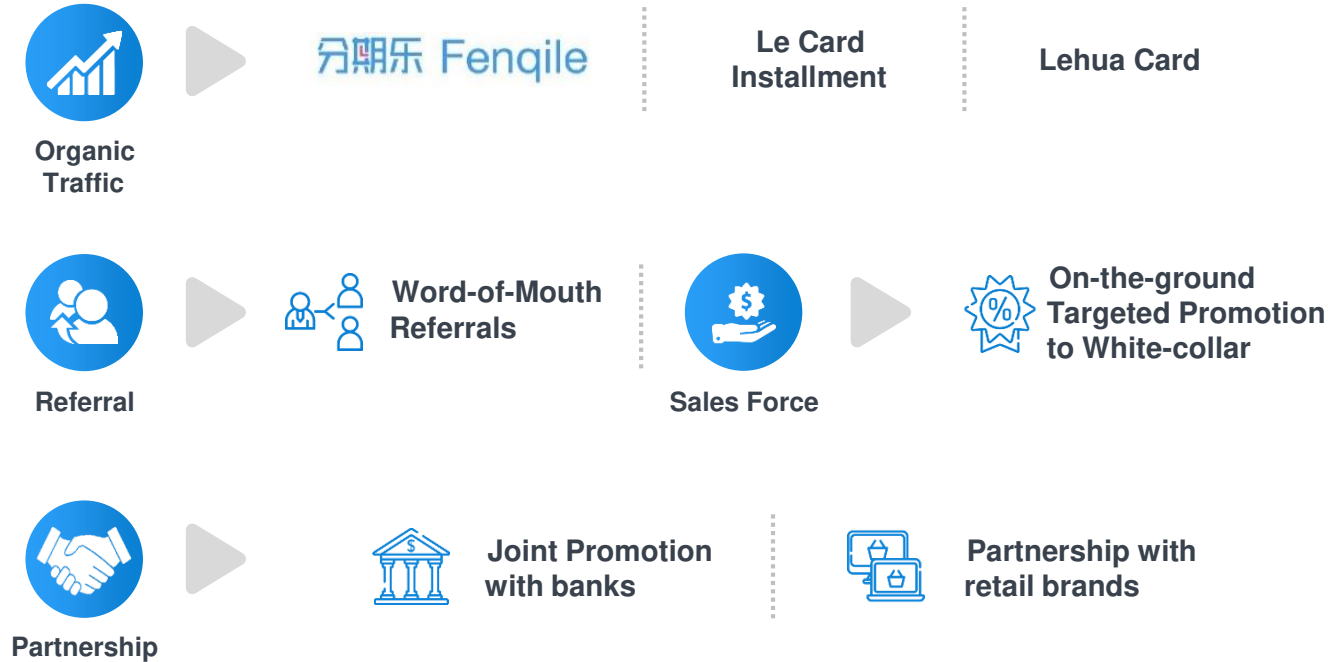 分期乐 Fenqile
Le Card
Installment
Lehua Card
Organic
Traffic
Word-of-Mouth
Referrals
$
%
On-the-ground
Targeted Promotion
to White-collar
Referral
Sales Force
$
Joint Promotion
with banks
Partnership with
retail brands
Partnership